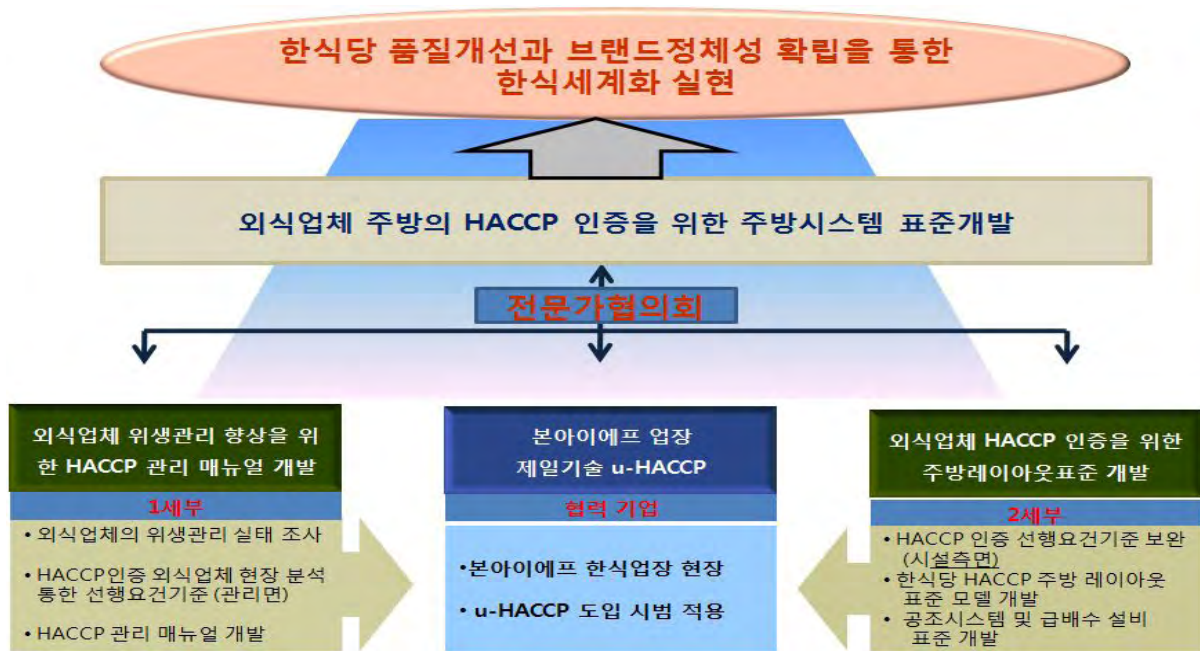 한식당 품질개선과 브랜드정체성 확립을 통한
한식세계화 실현
외식업체 주방의 HACCP 인증을 위한 주방시스템 표준개발
전문가협의회
외식업체 위생관리 향상을 위
한 HACCP 관리 매뉴얼 개발
1세부
• 외식업체의 위생관리 실태 조사
• HACCP인증 외식업체 현장 분석
통한 선행요건기준 (관리면)
• HACCP 관리 매뉴얼 개발
본아이에프 업장
제일기술 u-HACCP
협력 기업
•본아이에프 한식업장 현장
• u-HACCP 도입 시범 적용
외식업체 HACCP 인증을 위한
주방레이아웃표준 개발
2세부
• HACCP 인증 선행요건기준 보완
(시설측면)
• 한식당 HACCP 주방 레이아웃
표준 모델 개발
• 공조시스템 및 급배수 설비
표준 개발